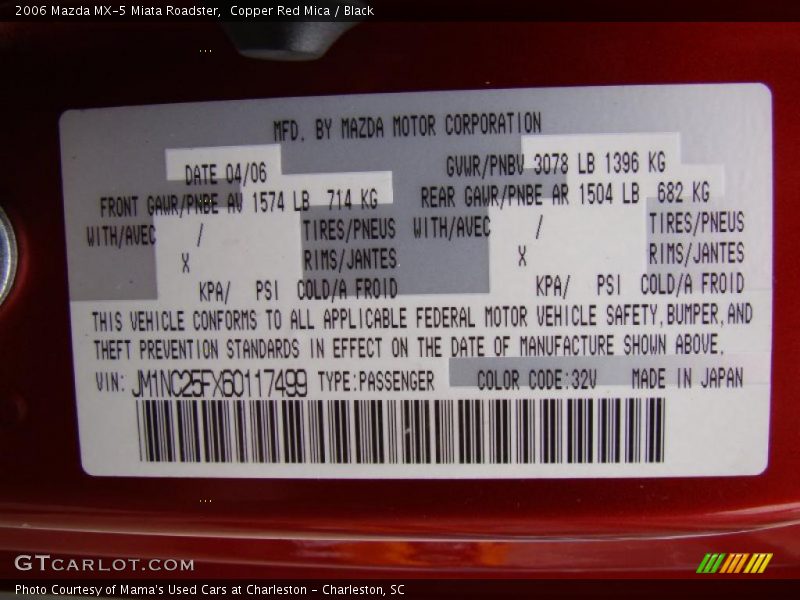 2006 Mazda MX-5 Miata Roadster,  Copper Red Mica / Black
MFD. BY MAZDA MOTOR CORPORATION
DATE 04/06 GVWR/PNBV 3078 LB 1396 KG
FRONT GAWR/PNBE AV 1574 LB 714 KG REAR GAWR/PNBE AR 1504 LB 682 KG
WITH/AVEC / TIRES/PNEUS WITH/AVEC / TIRES/PNEUS
X RIMS/JANTES X RIMS/JANTES
KPA/ PSI COLD/A FROID KPA/ PSI COLD/A FROID
THIS VEHICLE CONFORMS TO ALL APPLICABLE FEDERAL MOTOR VEHICLE SAFETY,BUMPER,AND
THEFT PREVENTION STANDARDS IN EFFECT ON THE DATE OF MANUFACTURE SHOWN ABOVE.
VIN: JM1NC25FX60117499 TYPE:PASSENGER COLOR CODE:32V MADE IN JAPAN
GTCARLOT.COM
Photo Courtesy of Mama's Used Cars at Charleston - Charleston, SC